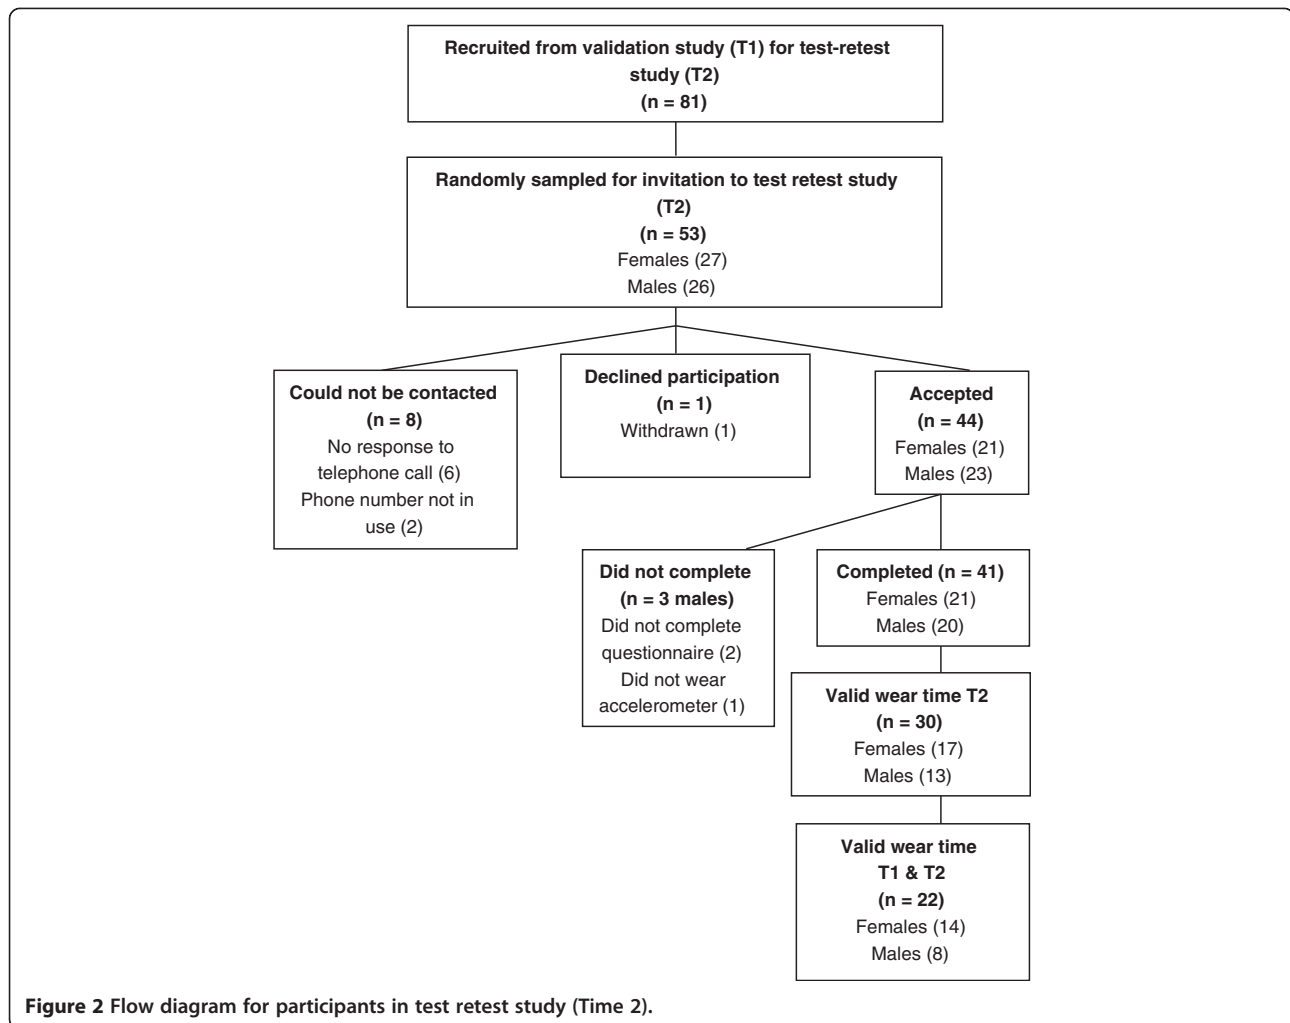 Recruited from validation study (T1) for test-retest
study (T2)
(n = 81)
Randomly sampled for invitation to test retest study
(T2)
(n = 53)
Females (27)
Males (26)
Could not be contacted
(n = 8)
No response to
telephone call (6)
Phone number not in
use (2)
Declined participation
(n = 1)
Withdrawn (1)
Accepted
(n = 44)
Females (21)
Males (23)
Did not complete
(n = 3 males)
Did not complete
questionnaire (2)
Did not wear
accelerometer (1)
Completed (n = 41)
Females (21)
Males (20)
Valid wear time T2
(n = 30)
Females (17)
Males (13)
Valid wear time
T1 & T2
(n = 22)
Females (14)
Males (8)
Figure 2 Flow diagram for participants in test retest study (Time 2).